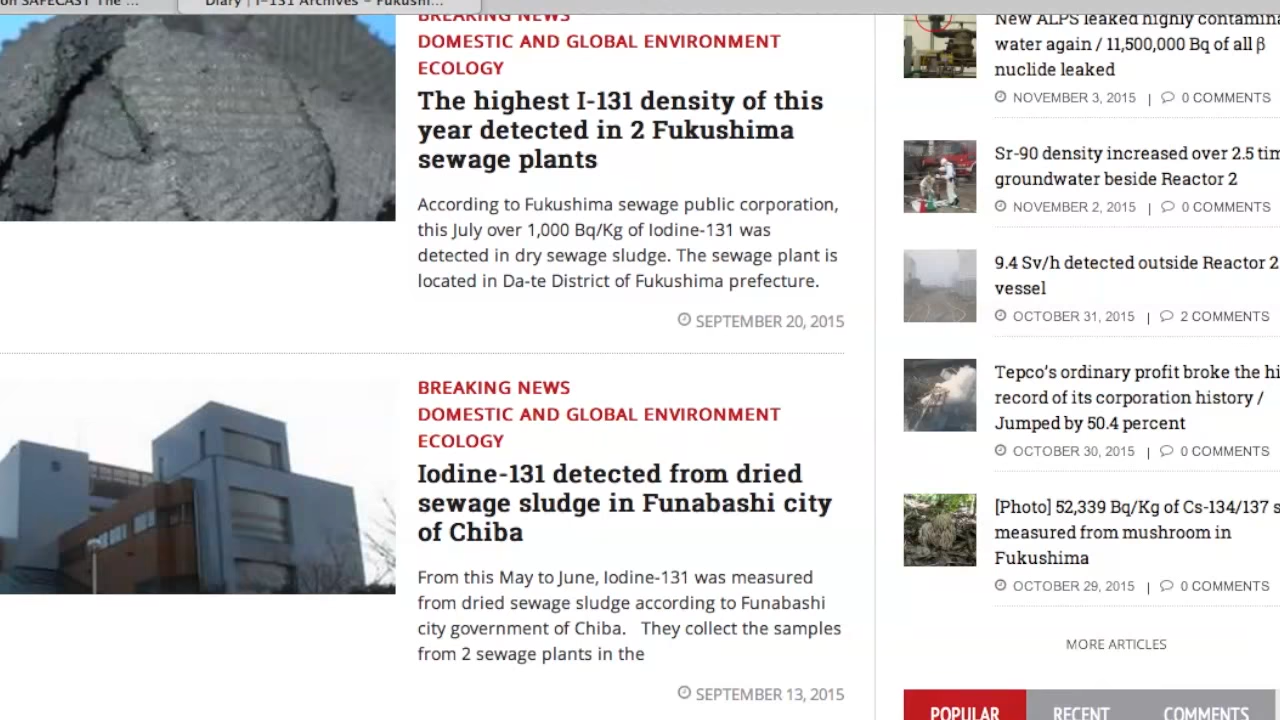 on SAFECAST The ...
Diary | I-131 Archives – Fukushi...
BREAKING NEWS
DOMESTIC AND GLOBAL ENVIRONMENT
ECOLOGY
The highest I-131 density of this
year detected in 2 Fukushima
sewage plants
According to Fukushima sewage public corporation,
this July over 1,000 Bq/Kg of Iodine-131 was
detected in dry sewage sludge. The sewage plant is
located in Da-te District of Fukushima prefecture.
SEPTEMBER 20, 2015
BREAKING NEWS
DOMESTIC AND GLOBAL ENVIRONMENT
ECOLOGY
Iodine-131 detected from dried
sewage sludge in Funabashi city
of Chiba
From this May to June, Iodine-131 was measured
from dried sewage sludge according to Funabashi
city government of Chiba. They collect the samples
from 2 sewage plants in the
SEPTEMBER 13, 2015
New ALPS leaked highly contamina
water again / 11,500,000 Bq of all β
nuclide leaked
NOVEMBER 3, 2015 | 0 COMMENTS
Sr-90 density increased over 2.5 tim
groundwater beside Reactor 2
NOVEMBER 2, 2015 | 0 COMMENTS
9.4 Sv/h detected outside Reactor 2
vessel
OCTOBER 31, 2015 | 2 COMMENTS
Tepco's ordinary profit broke the hi
record of its corporation history /
Jumped by 50.4 percent
OCTOBER 30, 2015 | 0 COMMENTS
[Photo] 52,339 Bq/Kg of Cs-134/137 s
measured from mushroom in
Fukushima
OCTOBER 29, 2015 | 0 COMMENTS
MORE ARTICLES
POPULAR RECENT COMMENTS